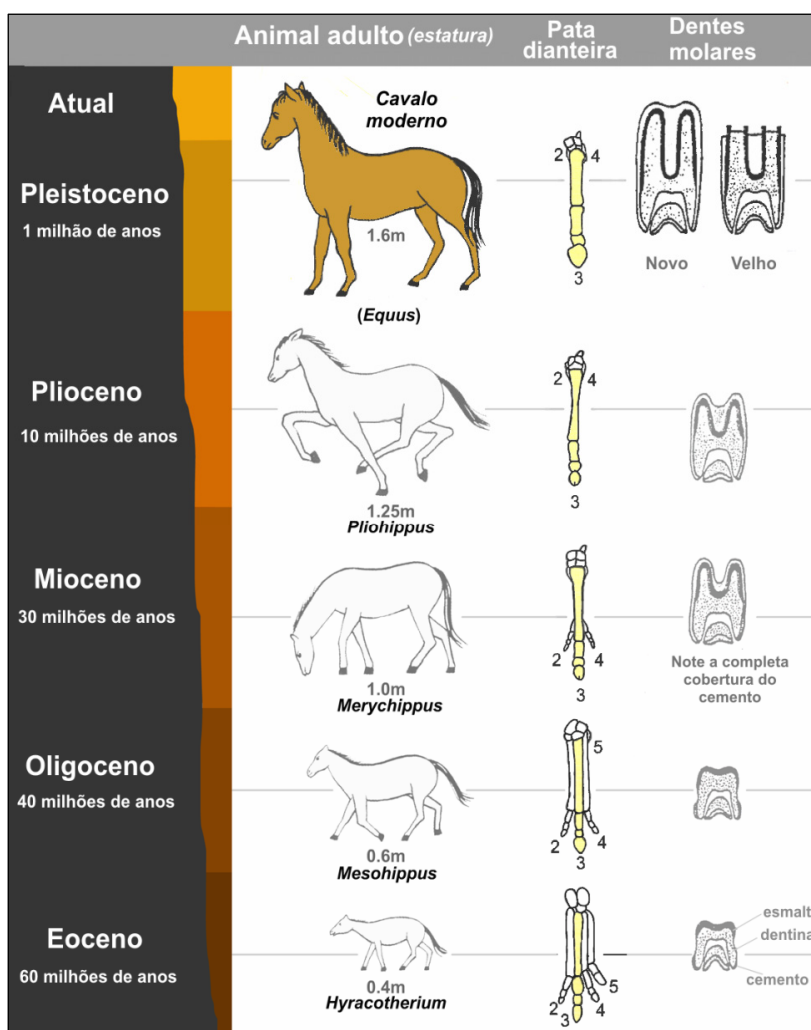 Animal adulto (estatura)
Pata
dianteira
Dentes
molares
Atual
Cavalo
moderno
2 4
Pleistoceno
1 milhão de anos
1.6m
3
Novo Velho
(Equus)
Plioceno
10 milhões de anos
2 4
3
1.25m
Pliohippus
Mioceno
30 milhões de anos
2 4
3
1.0m
Merychippus
Note a completa
cobertura do
cemento
Oligoceno
40 milhões de anos
5
2 4
3
0.6m
Mesohippus
Eoceno
60 milhões de anos
esmalt
dentina
cemento
5
2 4
3
0.4m
Hyracotherium